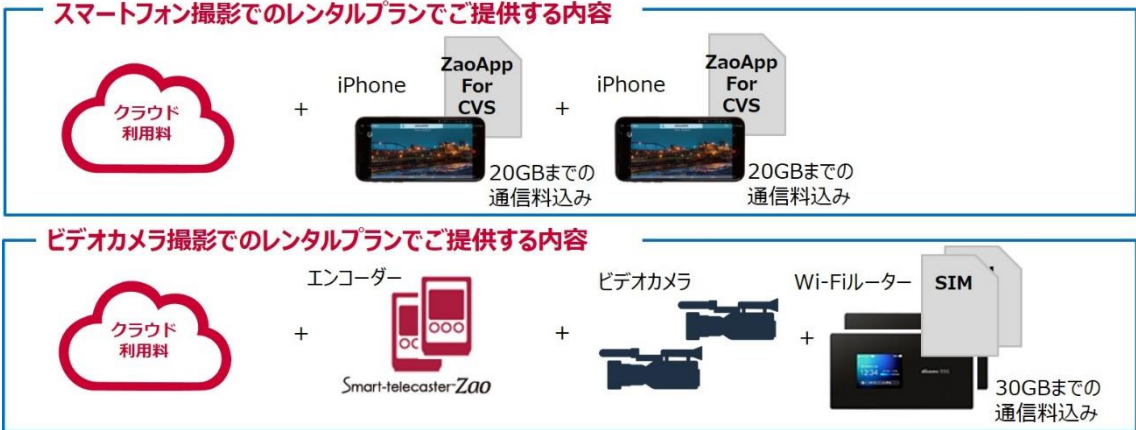 スマートフォン撮影でのレンタルプランでご提供する内容
クラウド
利用料
+
iPhone
ZaoApp
For
CVS
20GBまでの
通信料込み
+
iPhone
ZaoApp
For
CVS
20GBまでの
通信料込み
ビデオカメラ撮影でのレンタルプランでご提供する内容
クラウド
利用料
+
エンコーダー
Smart-telecaster Zao
+
ビデオカメラ
+
Wi-Fiルーター
SIM
12:34
30GBまでの
通信料込み